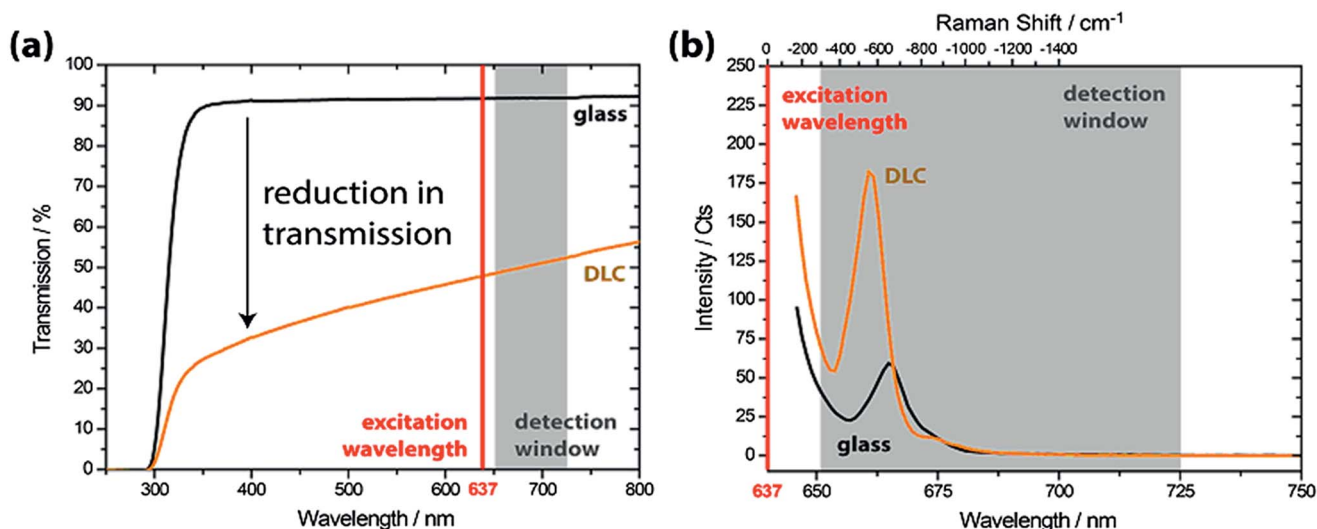 (a)
100
90
80
70
60
50
40
30
20
10
0
Transmission / %
glass
reduction in
transmission
DLC
excitation
wavelength
detection
window
300 400 500 600 637 700 800
Wavelength / nm
(b)
Raman Shift / cm-1
0 -200 -400 -600 -800 -1000 -1200 -1400
250
225
200
175
150
125
100
75
50
25
0
Intensity / Cts
excitation
wavelength
detection
window
DLC
glass
637 650 675 700 725 750
Wavelength / nm